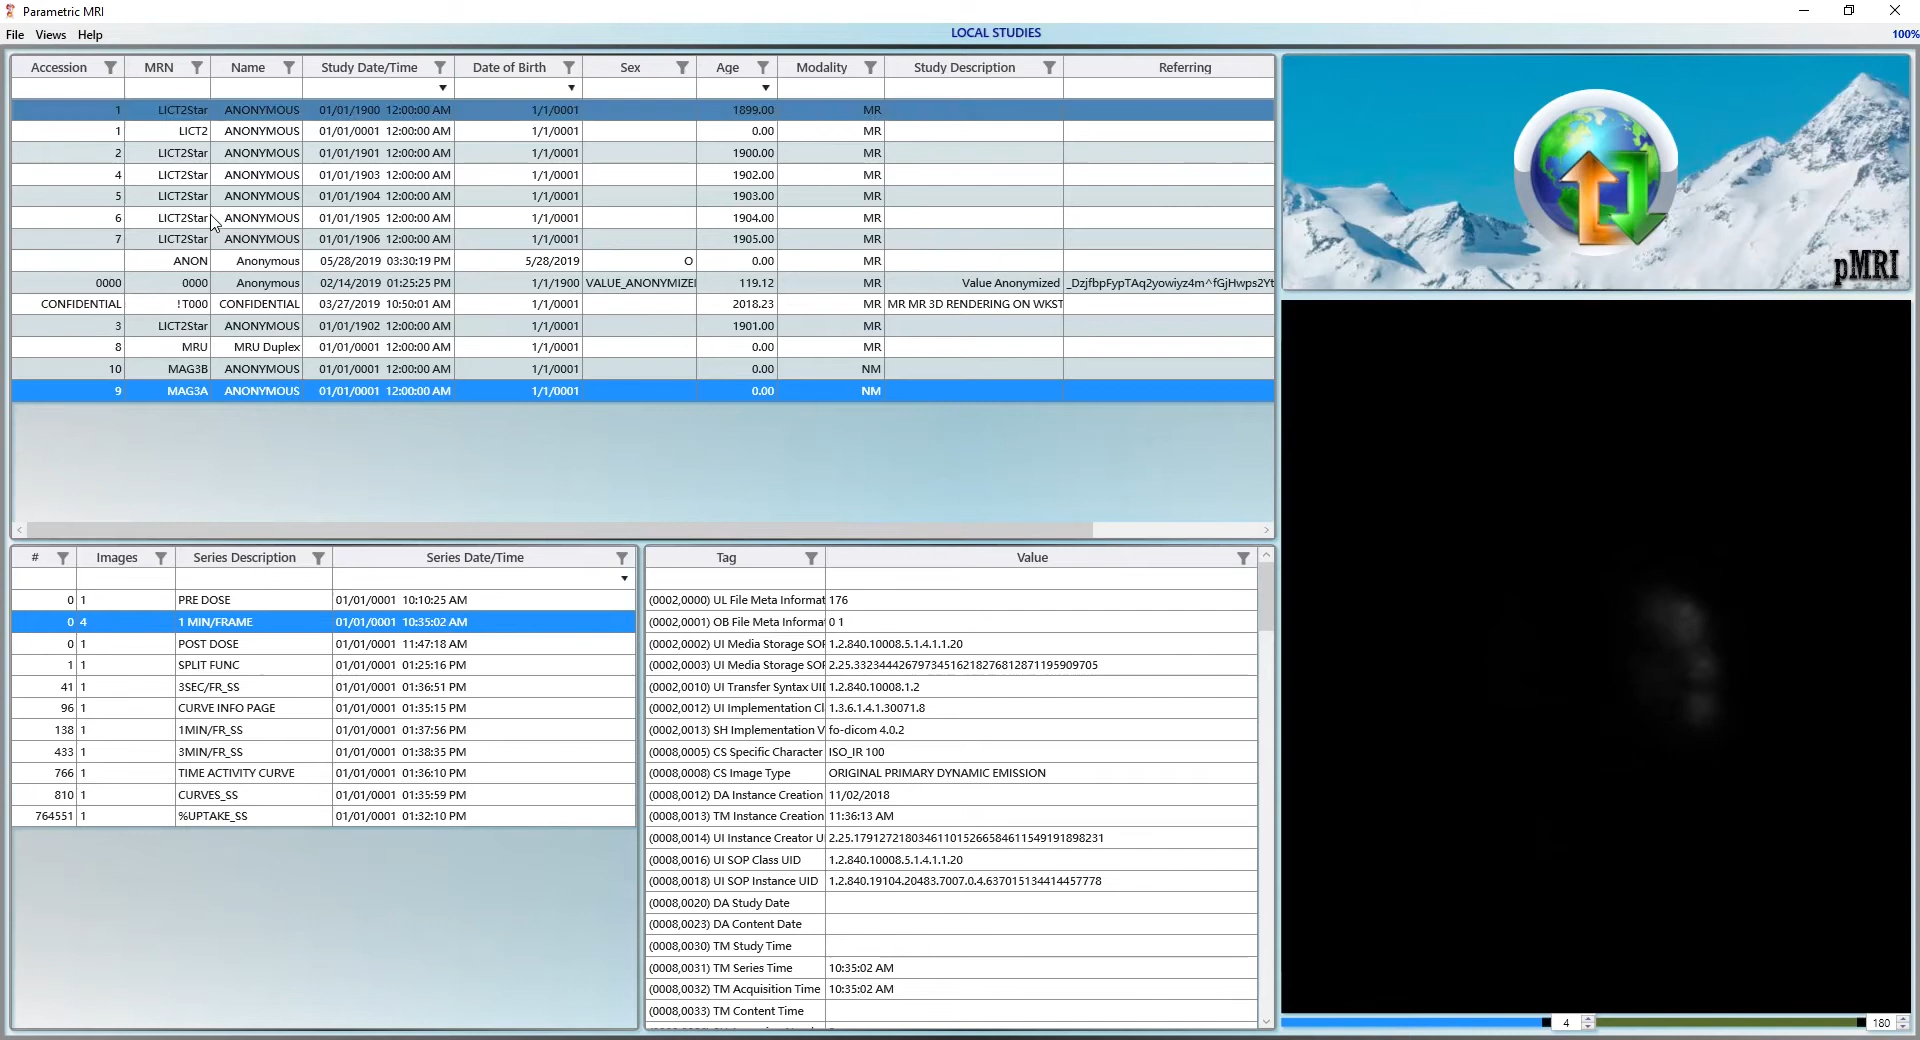 Parametric MRI
File Views Help
LOCAL STUDIES
100%
Accession MRN Name Study Date/Time Date of Birth Sex Age Modality Study Description Referring
1 LICT2Star ANONYMOUS 01/01/1900 12:00:00 AM 1/1/0001 1899.00 MR
1 LICT2 ANONYMOUS 01/01/0001 12:00:00 AM 1/1/0001 0.00 MR
2 LICT2Star ANONYMOUS 01/01/1901 12:00:00 AM 1/1/0001 1900.00 MR
4 LICT2Star ANONYMOUS 01/01/1903 12:00:00 AM 1/1/0001 1902.00 MR
5 LICT2Star ANONYMOUS 01/01/1904 12:00:00 AM 1/1/0001 1903.00 MR
6 LICT2Star ANONYMOUS 01/01/1905 12:00:00 AM 1/1/0001 1904.00 MR
7 LICT2Star ANONYMOUS 01/01/1906 12:00:00 AM 1/1/0001 1905.00 MR
ANON Anonymous 05/28/2019 03:30:19 PM 5/28/2019 O 0.00 MR
0000 0000 Anonymous 02/14/2019 01:25:25 PM 1/1/1900 VALUE_ANONYMIZE 119.12 MR Value Anonymized _DzjfbpFypTAq2yowiyz4m^fGjHwps2Yt
CONFIDENTIAL !T000 CONFIDENTIAL 03/27/2019 10:50:01 AM 1/1/0001 2018.23 MR MR MR 3D RENDERING ON WKST
3 LICT2Star ANONYMOUS 01/01/1902 12:00:00 AM 1/1/0001 1901.00 MR
8 MRU MRU Duplex 01/01/0001 12:00:00 AM 1/1/0001 0.00 MR
10 MAG3B ANONYMOUS 01/01/0001 12:00:00 AM 1/1/0001 0.00 NM
9 MAG3A ANONYMOUS 01/01/0001 12:00:00 AM 1/1/0001 0.00 NM
pMRI
# Images Series Description Series Date/Time
0 1 PRE DOSE 01/01/0001 10:10:25 AM
0 4 1 MIN/FRAME 01/01/0001 10:35:02 AM
0 1 POST DOSE 01/01/0001 11:47:18 AM
1 1 SPLIT FUNC 01/01/0001 01:25:16 PM
41 1 3SEC/FR_SS 01/01/0001 01:36:51 PM
96 1 CURVE INFO PAGE 01/01/0001 01:35:15 PM
138 1 1MIN/FR_SS 01/01/0001 01:37:56 PM
433 1 3MIN/FR_SS 01/01/0001 01:38:35 PM
766 1 TIME ACTIVITY CURVE 01/01/0001 01:36:10 PM
810 1 CURVES_SS 01/01/0001 01:35:59 PM
764551 1 %UPTAKE_SS 01/01/0001 01:32:10 PM
Tag Value
(0002,0000) UL File Meta Informat 176
(0002,0001) OB File Meta Informa 0 1
(0002,0002) UI Media Storage SOF 1.2.840.10008.5.1.4.1.1.20
(0002,0003) UI Media Storage SOF 2.25.332344426797345162182768128711959​09705
(0002,0010) UI Transfer Syntax UI 1.2.840.10008.1.2
(0002,0012) UI Implementation Cl 1.3.6.1.4.1.30071.8
(0002,0013) SH Implementation V fo-dicom 4.0.2
(0008,0005) CS Specific Character ISO_IR 100
(0008,0008) CS Image Type ORIGINAL PRIMARY DYNAMIC EMISSION
(0008,0012) DA Instance Creation 11/02/2018
(0008,0013) TM Instance Creation 11:36:13 AM
(0008,0014) UI Instance Creator U 2.25.179127218034611015266584611549191898231
(0008,0016) UI SOP Class UID 1.2.840.10008.5.1.4.1.1.20
(0008,0018) UI SOP Instance UID 1.2.840.19104.20483.7007.0.4.637015134414457778
(0008,0020) DA Study Date
(0008,0023) DA Content Date
(0008,0030) TM Study Time
(0008,0031) TM Series Time 10:35:02 AM
(0008,0032) TM Acquisition Time 10:35:02 AM
(0008,0033) TM Content Time
4 180